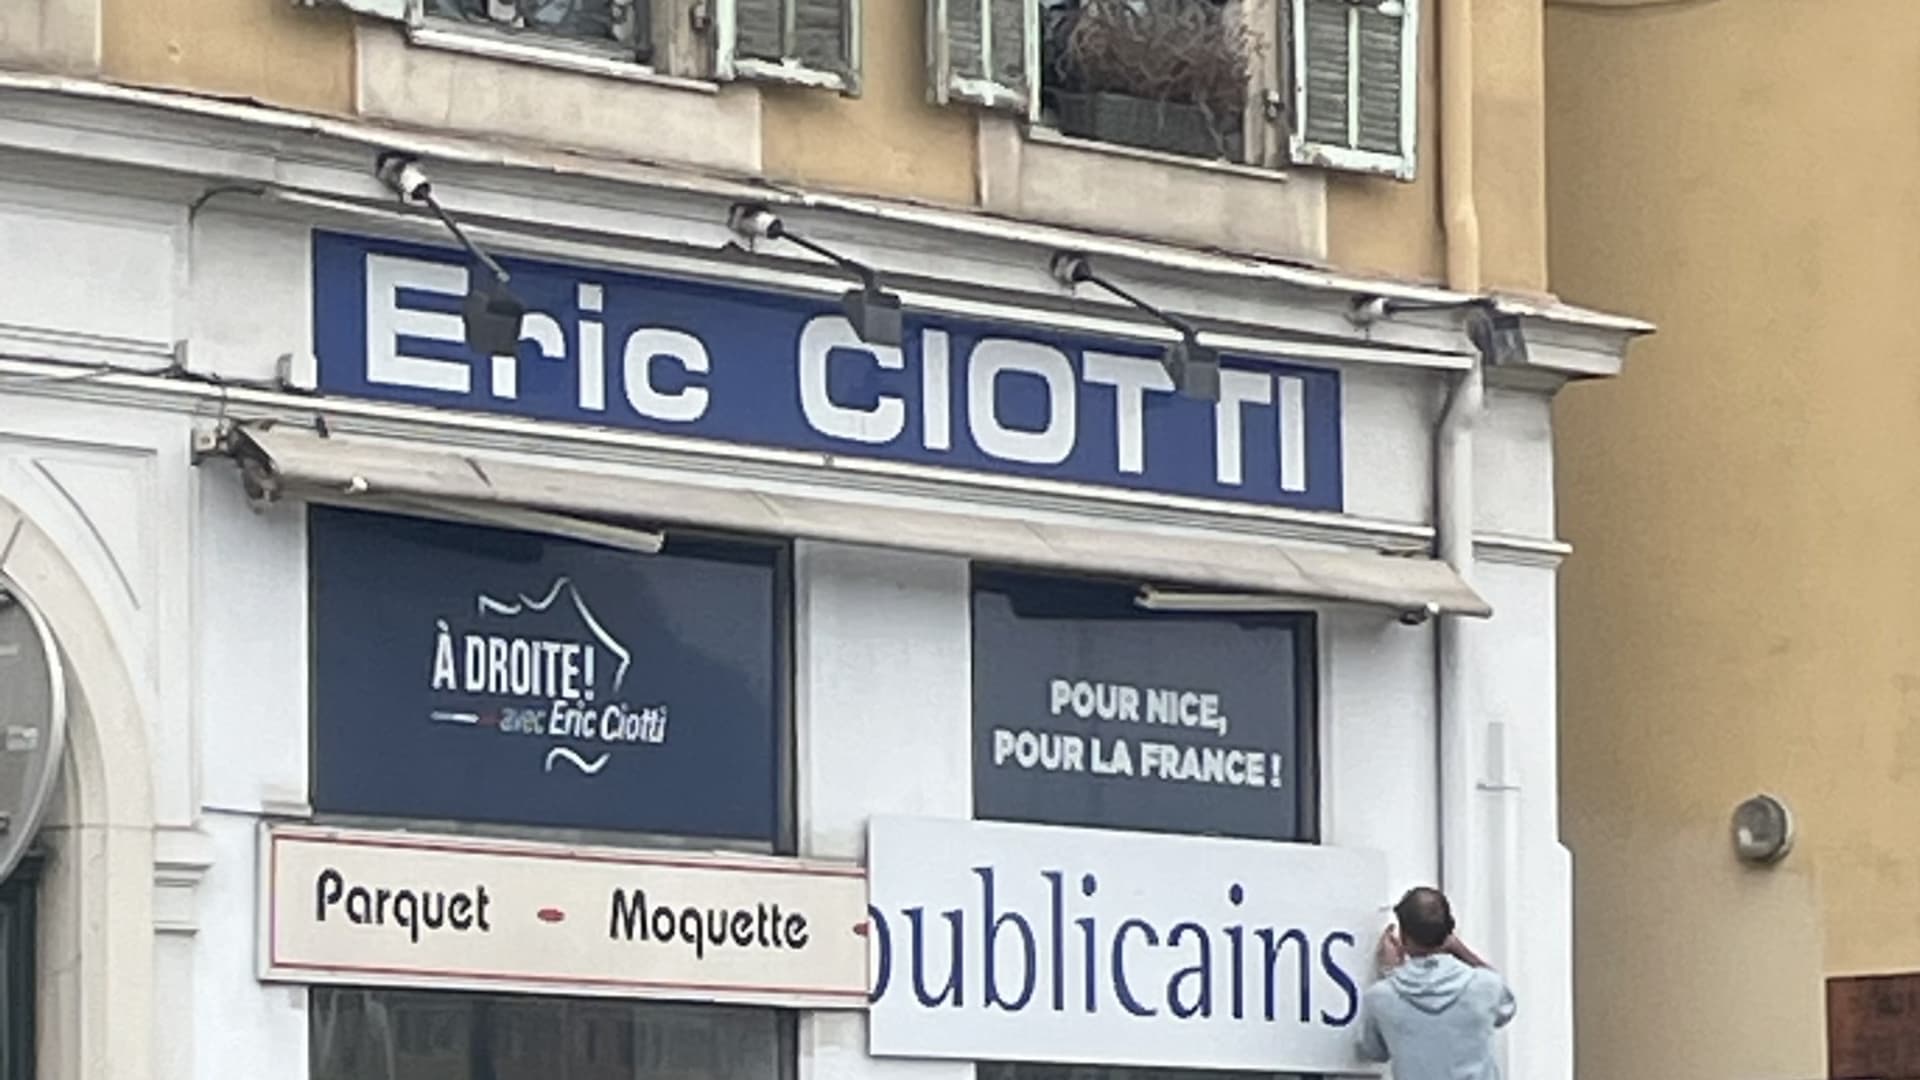 Eric CIOTTI
À DROITE!
avec Eric Ciotti
POUR NICE,
POUR LA FRANCE !
Parquet - Moquette -
publicains